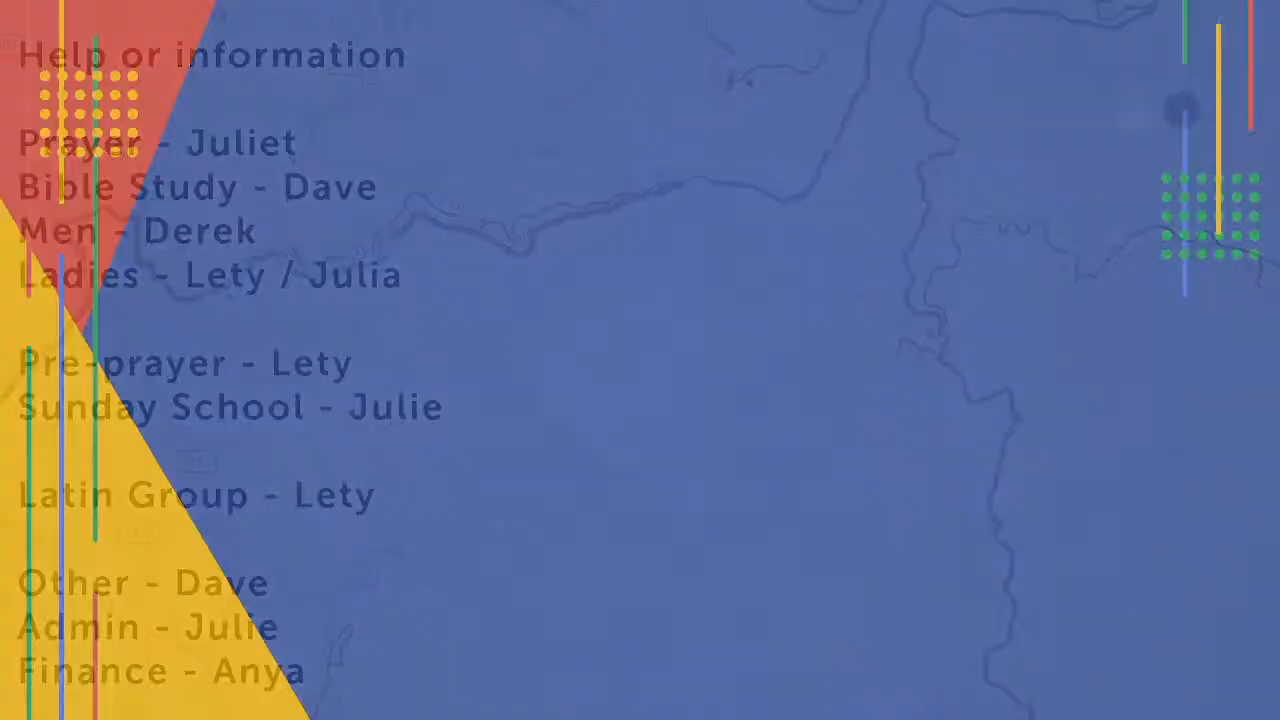 Help or information
Prayer - Juliet
Bible Study - Dave
Men - Derek
Ladies - Lety / Julia
Pre-prayer - Lety
Sunday School - Julie
Latin Group - Lety
Other - Dave
Admin - Julie
Finance - Anya